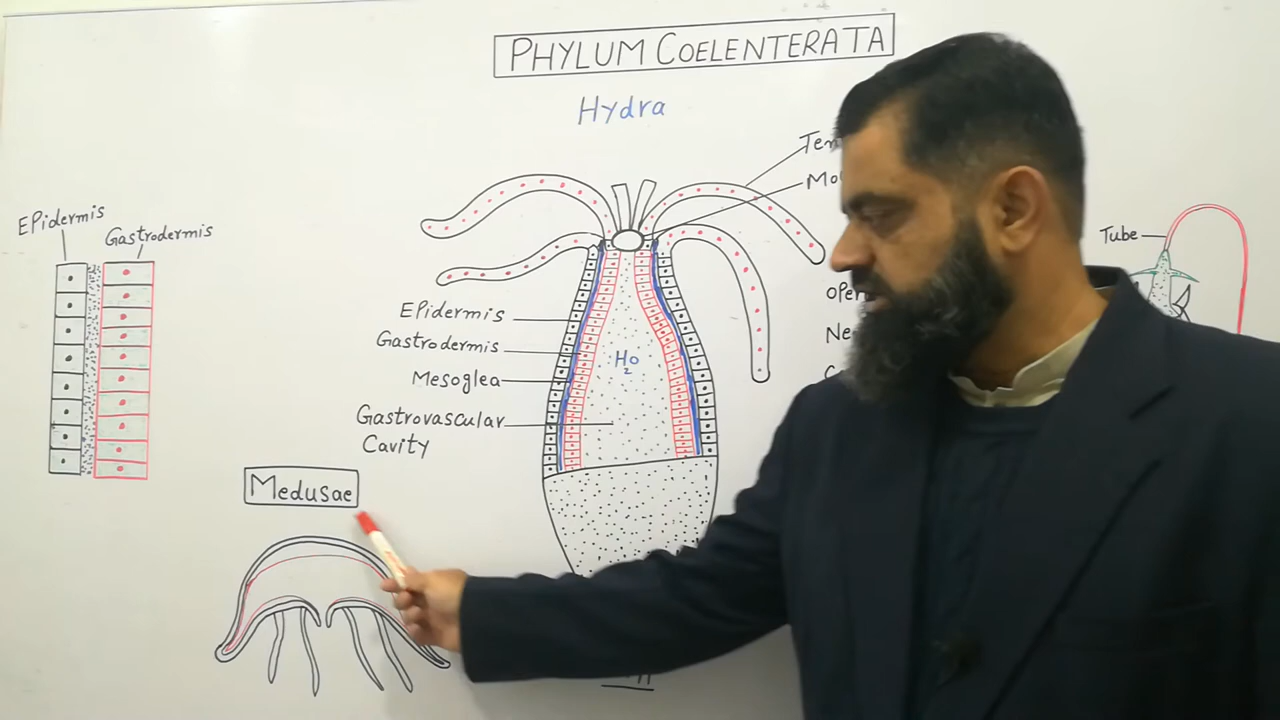 PHYLUM COELENTERATA
Hydra
EPidermis
Gastrodermis
Tube
EPidermis
Gastrodermis
Mesoglea
H2O
Gastrovascular
Cavity
Medusae